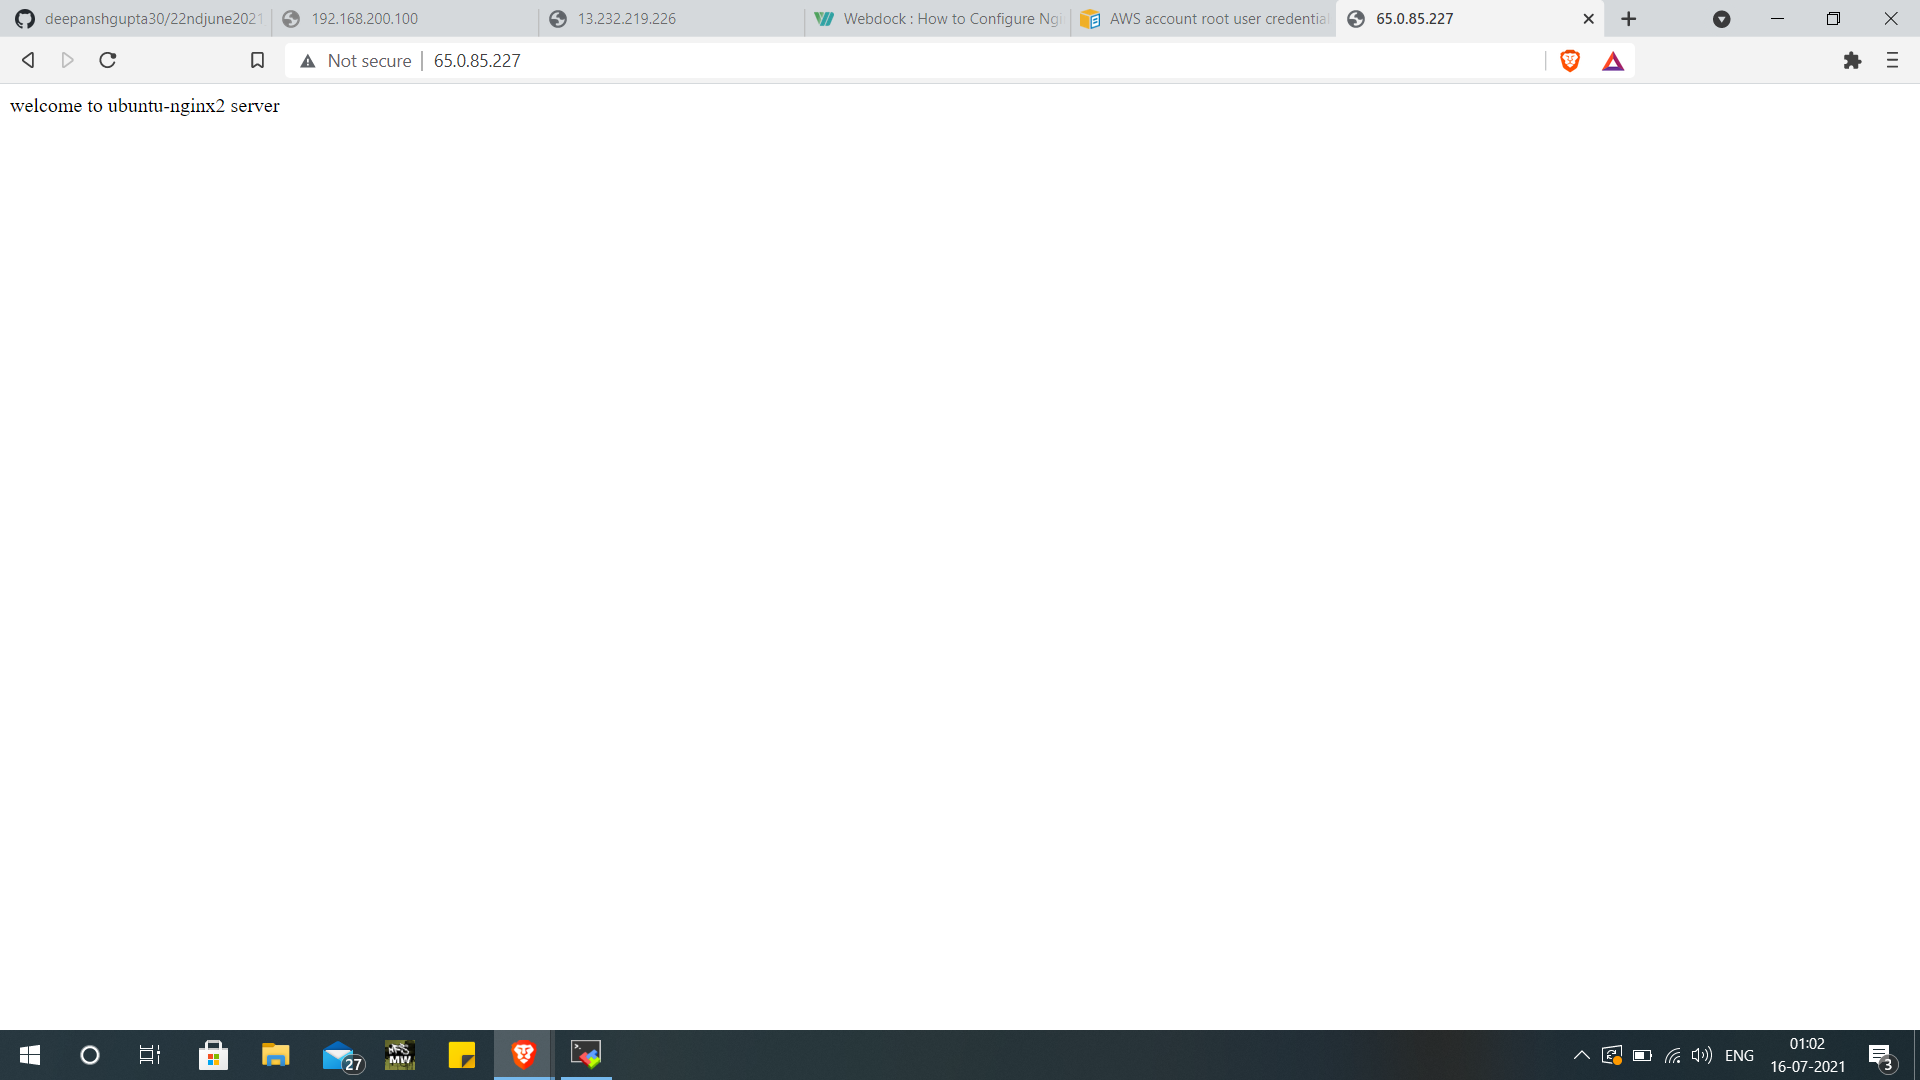 deepanshgupta30/22ndjune2021
192.168.200.100
13.232.219.226
Webdock : How to Configure Ngi
AWS account root user credential
65.0.85.227
Not secure
65.0.85.227
welcome to ubuntu-nginx2 server
27
NFS
MW
ENG
01:02
16-07-2021
3